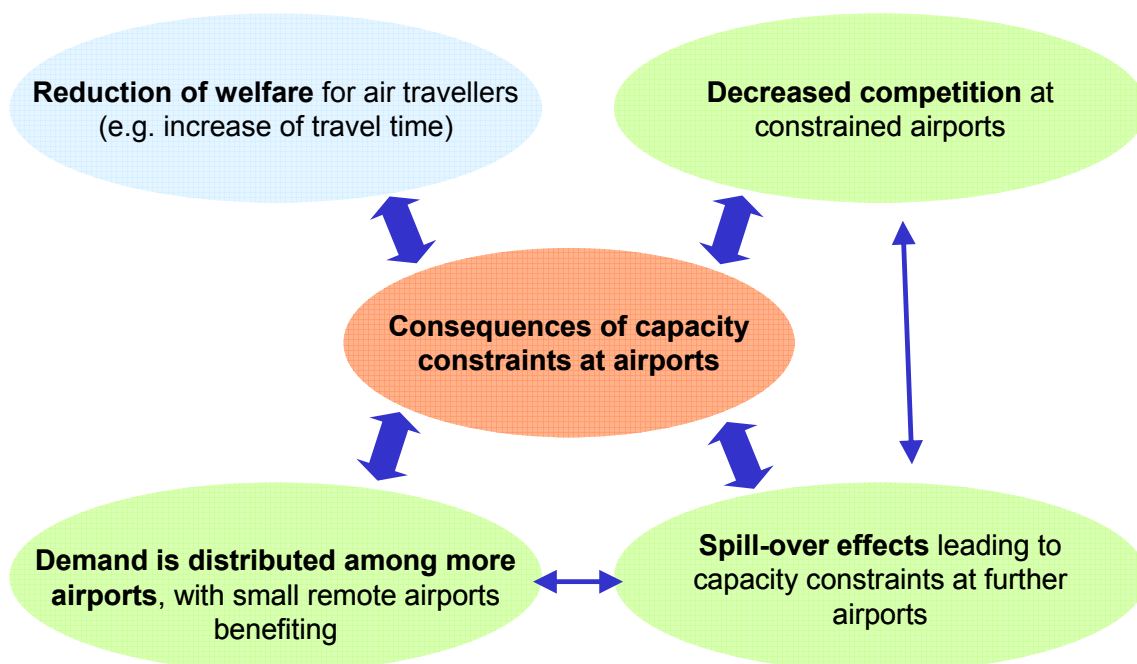 Reduction of welfare for air travellers
(e.g. increase of travel time)
Decreased competition at
constrained airports
Consequences of capacity
constraints at airports
Demand is distributed among more
airports, with small remote airports
benefiting
Spill-over effects leading to
capacity constraints at further
airports